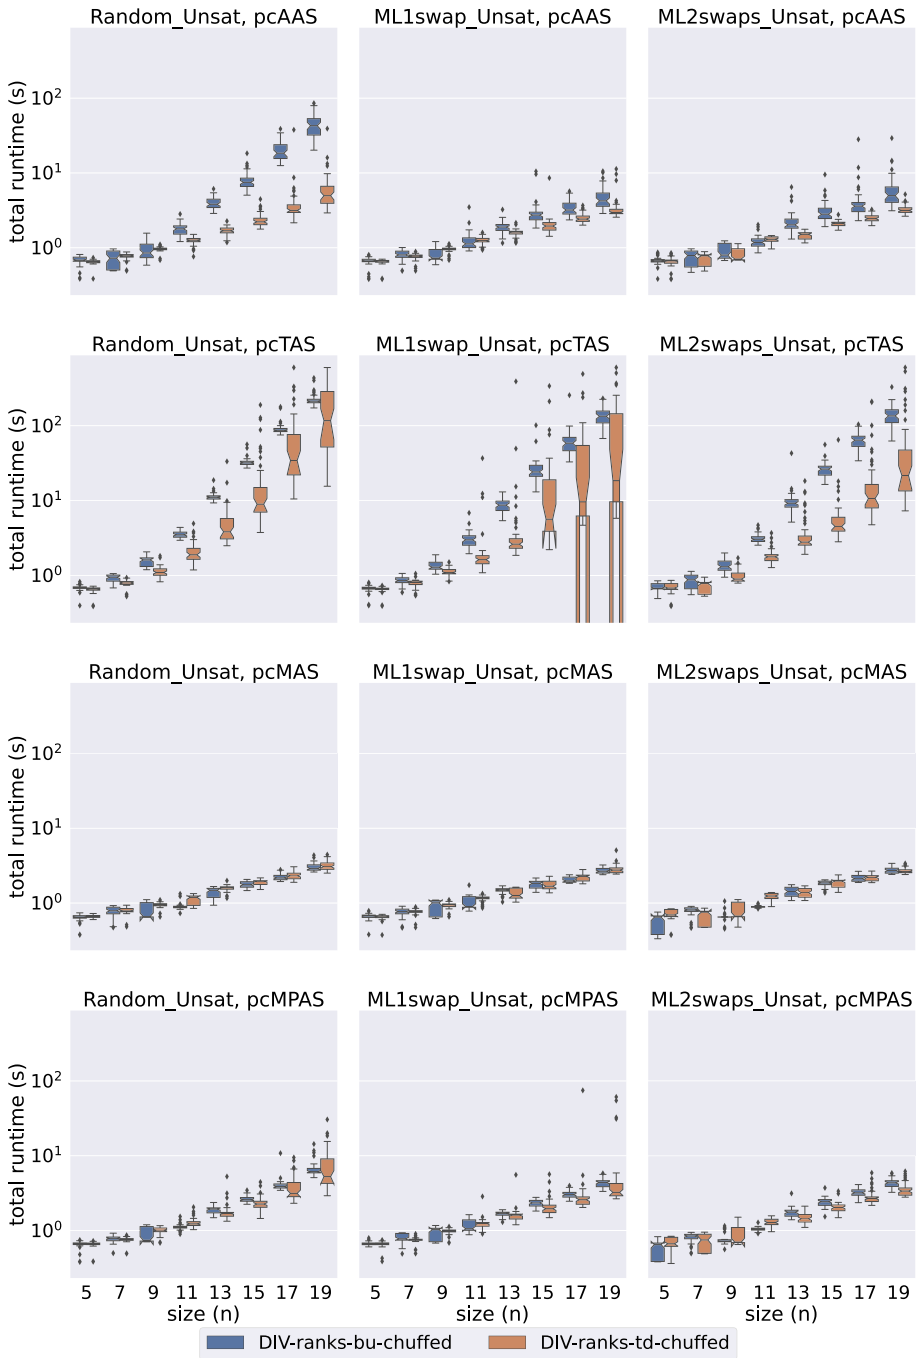 Random_Unsat, pcAAS ML1swap_Unsat, pcAAS ML2swaps_Unsat, pcAAS
total runtime (s)
10²
10¹
10⁰
Random_Unsat, pcTAS ML1swap_Unsat, pcTAS ML2swaps_Unsat, pcTAS
total runtime (s)
10²
10¹
10⁰
Random_Unsat, pcMAS ML1swap_Unsat, pcMAS ML2swaps_Unsat, pcMAS
total runtime (s)
10²
10¹
10⁰
Random_Unsat, pcMPAS ML1swap_Unsat, pcMPAS ML2swaps_Unsat, pcMPAS
total runtime (s)
10²
10¹
10⁰
5 7 9 11 13 15 17 19 5 7 9 11 13 15 17 19 5 7 9 11 13 15 17 19
size (n) size (n) size (n)
DIV-ranks-bu-chuffed DIV-ranks-td-chuffed